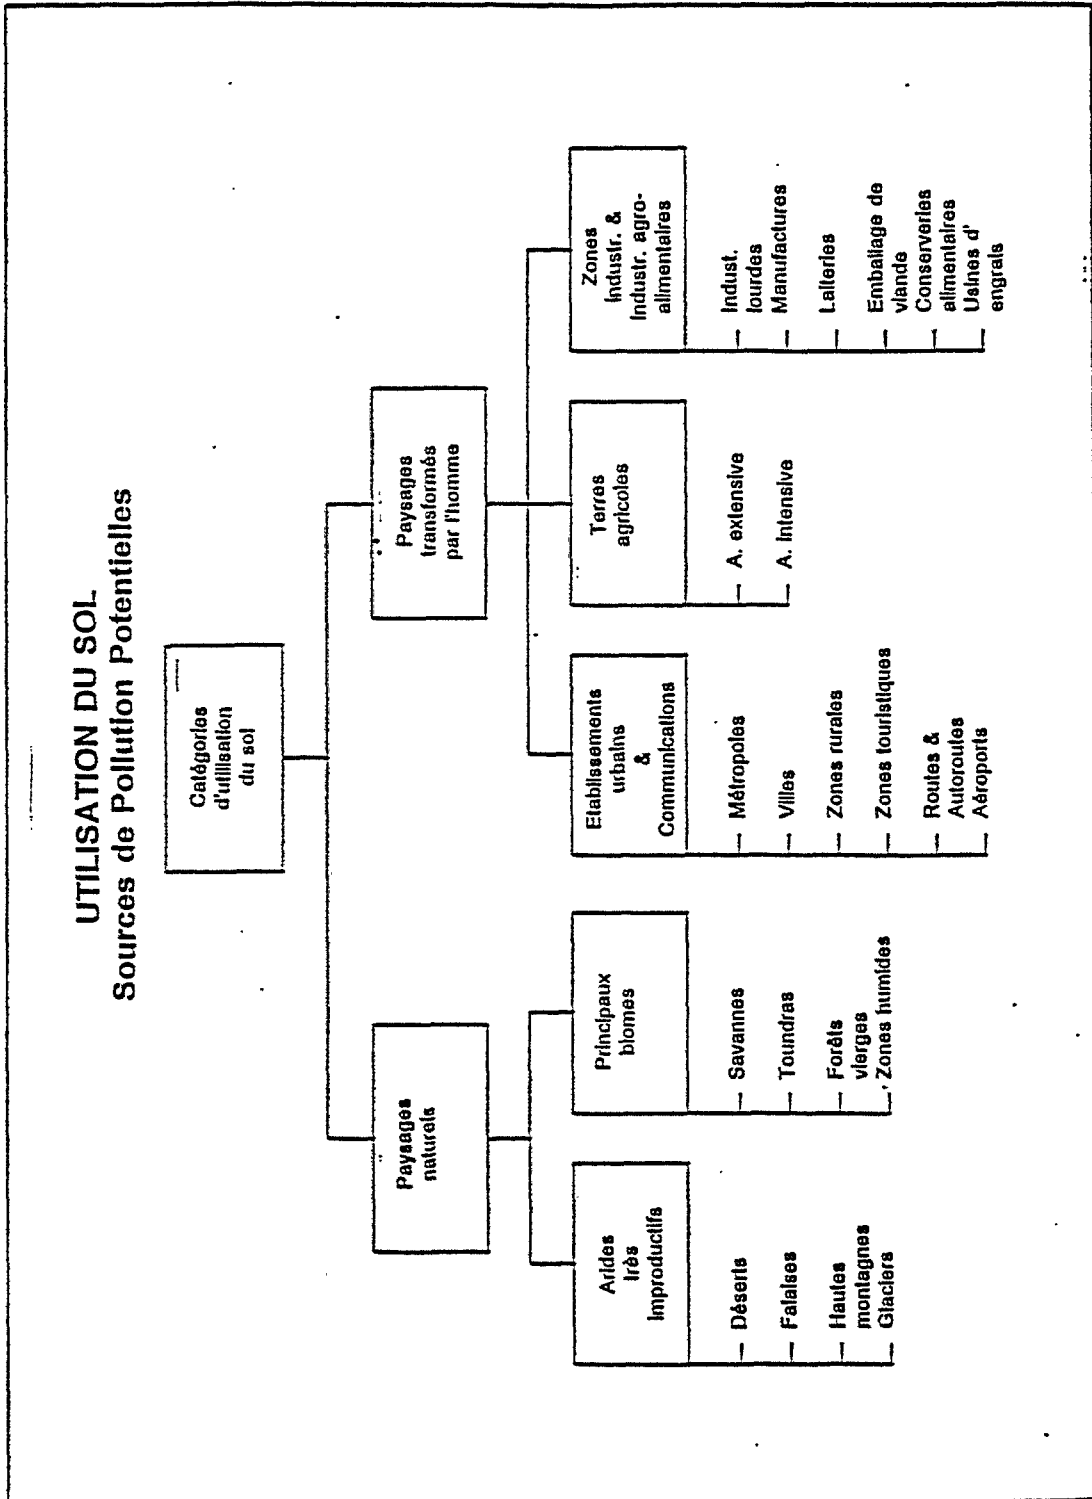 UTILISATION DU SOL
Sources de Pollution Potentielles
Catégories
d'utilisation
du sol
Paysages
naturels
Paysages
transformés
par l'homme
Arides
très
Improductifs
Principaux
biomes
Etablissements
urbains
&
Communications
Terres
agricoles
Zones
Industr. &
Industr. agro-
alimentaires
Déserts
Falaises
Hautes
montagnes
Glaciers
Savannes
Toundras
Forêts
vierges
Zones humides
Métropoles
Villes
Zones rurales
Zones touristiques
Routes &
Autoroutes
Aéroports
A. extensive
A. Intensive
Indust.
lourdes
Manufactures
Laiteries
Emballage de
viande
Conserveries
alimentaires
Usines d'
engrais